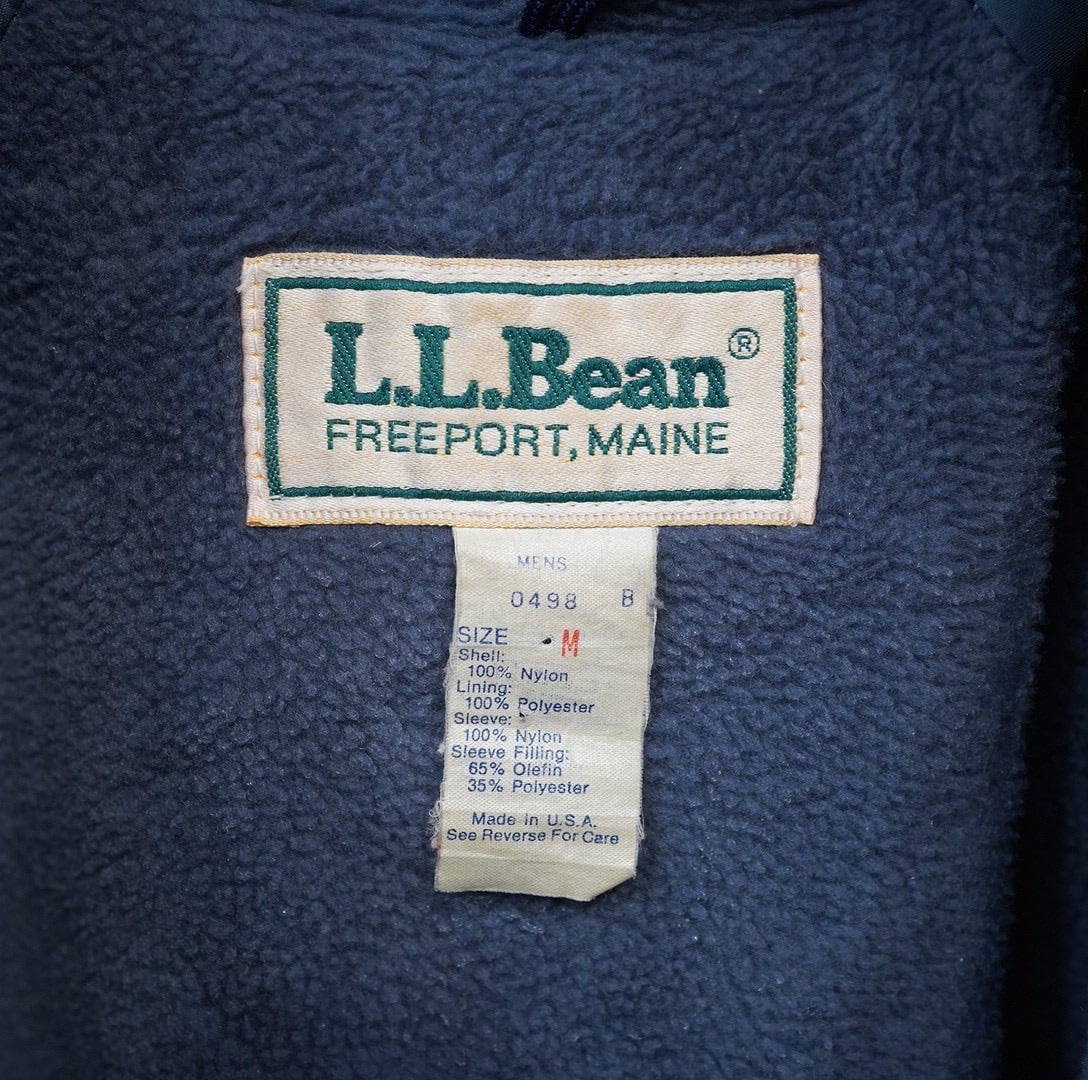 L.L.Bean®
FREEPORT, MAINE
MENS
0498 B
SIZE M
Shell:
100% Nylon
Lining:
100% Polyester
Sleeve:
100% Nylon
Sleeve Filling:
65% Olefin
35% Polyester
Made in U.S.A.
See Reverse For Care